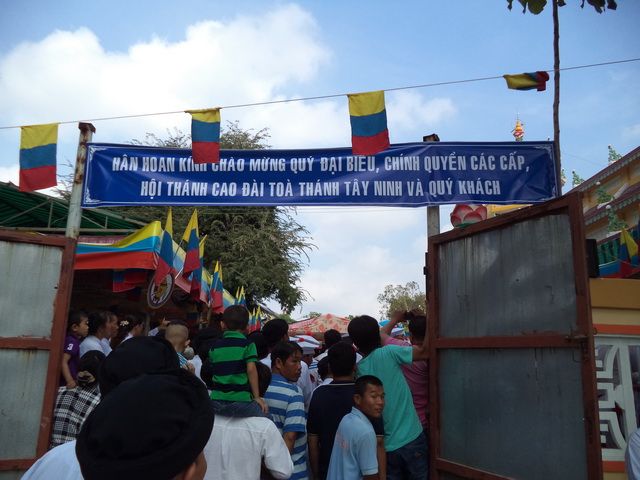 HÂN HOAN KÍNH CHÀO MỪNG QUÝ ĐẠI BIỂU, CHÍNH QUYỀN CÁC CẤP,
HỘI THÁNH CAO ĐÀI TOÀ THÁNH TÂY NINH VÀ QUÝ KHÁCH